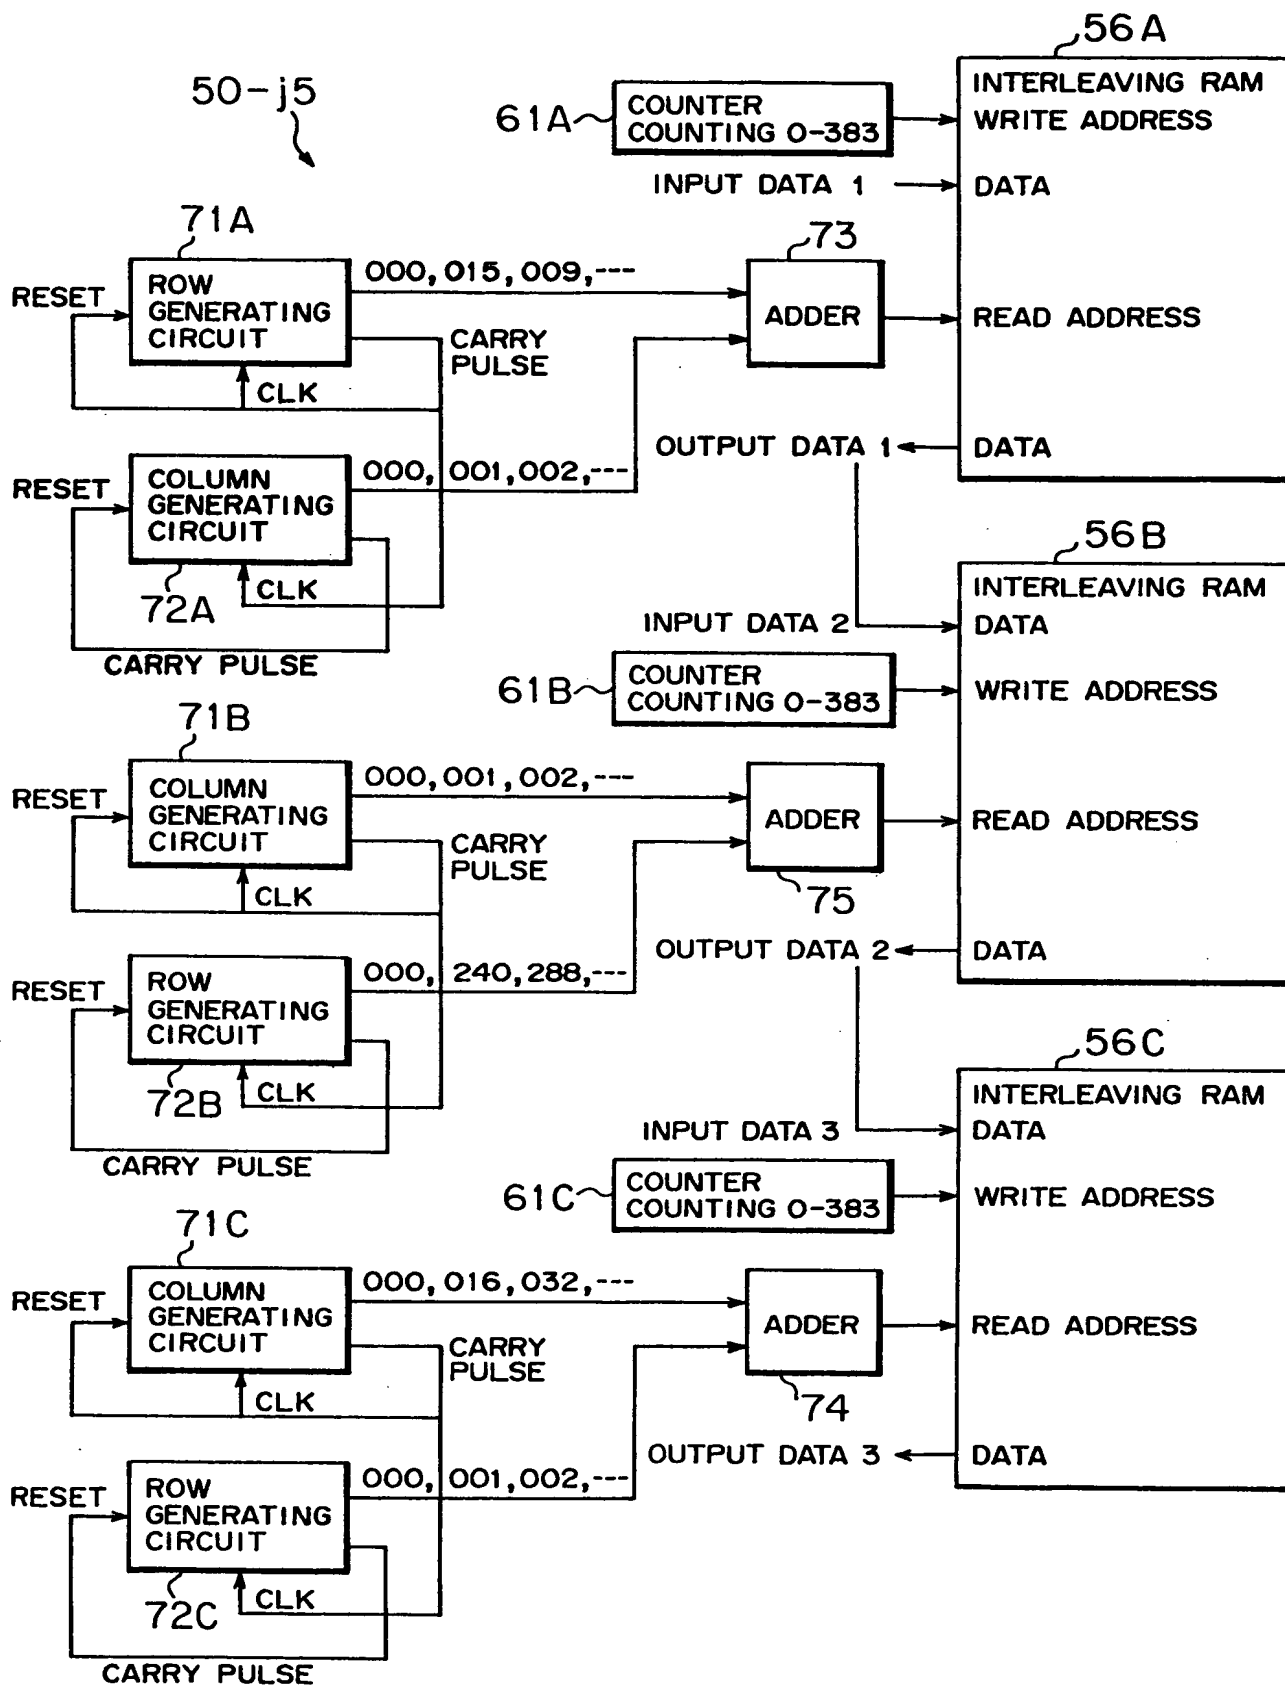 56A
50-j5
61A
COUNTER
COUNTING 0-383
INTERLEAVING RAM
WRITE ADDRESS
INPUT DATA 1
DATA
71A
73
RESET
ROW
GENERATING
CIRCUIT
000, 015, 009, ---
ADDER
READ ADDRESS
CARRY
PULSE
CLK
OUTPUT DATA 1
DATA
RESET
COLUMN
GENERATING
CIRCUIT
000, 001, 002, ---
72A
CLK
CARRY PULSE
56B
INTERLEAVING RAM
INPUT DATA 2
DATA
61B
COUNTER
COUNTING 0-383
WRITE ADDRESS
71B
RESET
COLUMN
GENERATING
CIRCUIT
000, 001, 002, ---
ADDER
READ ADDRESS
CARRY
PULSE
CLK
75
OUTPUT DATA 2
DATA
RESET
ROW
GENERATING
CIRCUIT
000, 240, 288, ---
72B
CLK
CARRY PULSE
56C
INTERLEAVING RAM
INPUT DATA 3
DATA
61C
COUNTER
COUNTING 0-383
WRITE ADDRESS
71C
RESET
COLUMN
GENERATING
CIRCUIT
000, 016, 032, ---
ADDER
READ ADDRESS
CARRY
PULSE
CLK
74
OUTPUT DATA 3
DATA
RESET
ROW
GENERATING
CIRCUIT
000, 001, 002, ---
72C
CLK
CARRY PULSE